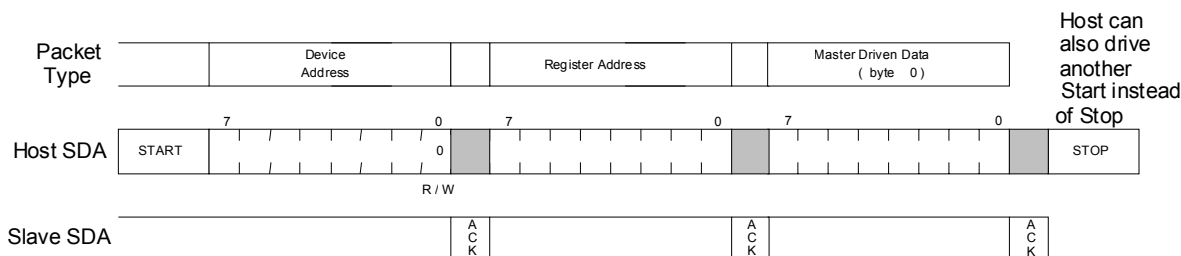 Host can
also drive
another
Start instead
of Stop
Packet
Type
Device
Address
Register Address
Master Driven Data
( byte 0 )
7 0 7 0 7 0
Host SDA START 0 STOP
R / W
Slave SDA
A
C
K
A
C
K
A
C
K